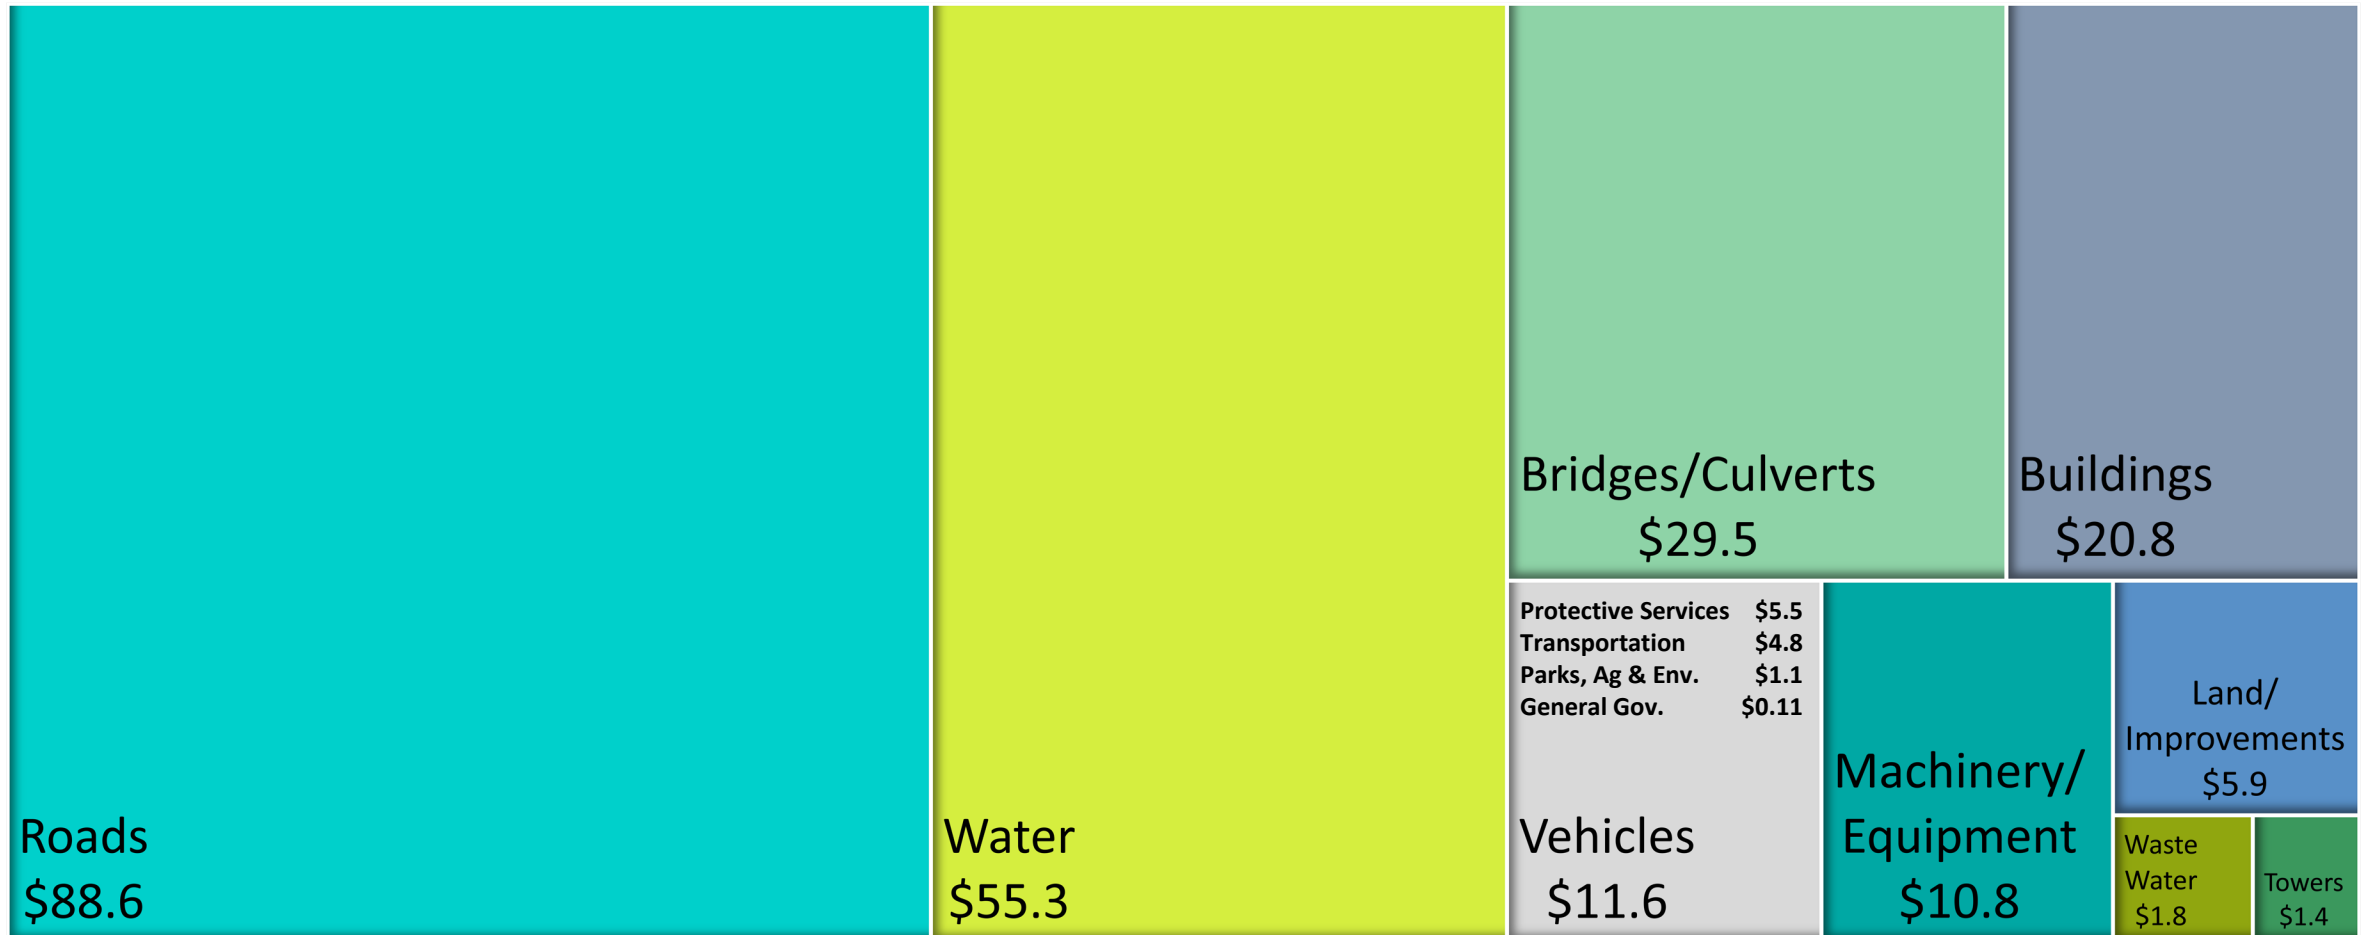 Roads
$88.6
Water
$55.3
Bridges/Culverts
$29.5
Buildings
$20.8
Protective Services $5.5
Transportation $4.8
Parks, Ag & Env. $1.1
General Gov. $0.11
Vehicles
$11.6
Machinery/
Equipment
$10.8
Land/
Improvements
$5.9
Waste
Water
$1.8
Towers
$1.4